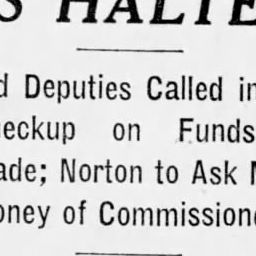 S HALTE
d Deputies Called in
eckup on Funds
ade; Norton to Ask M
oney of Commissione